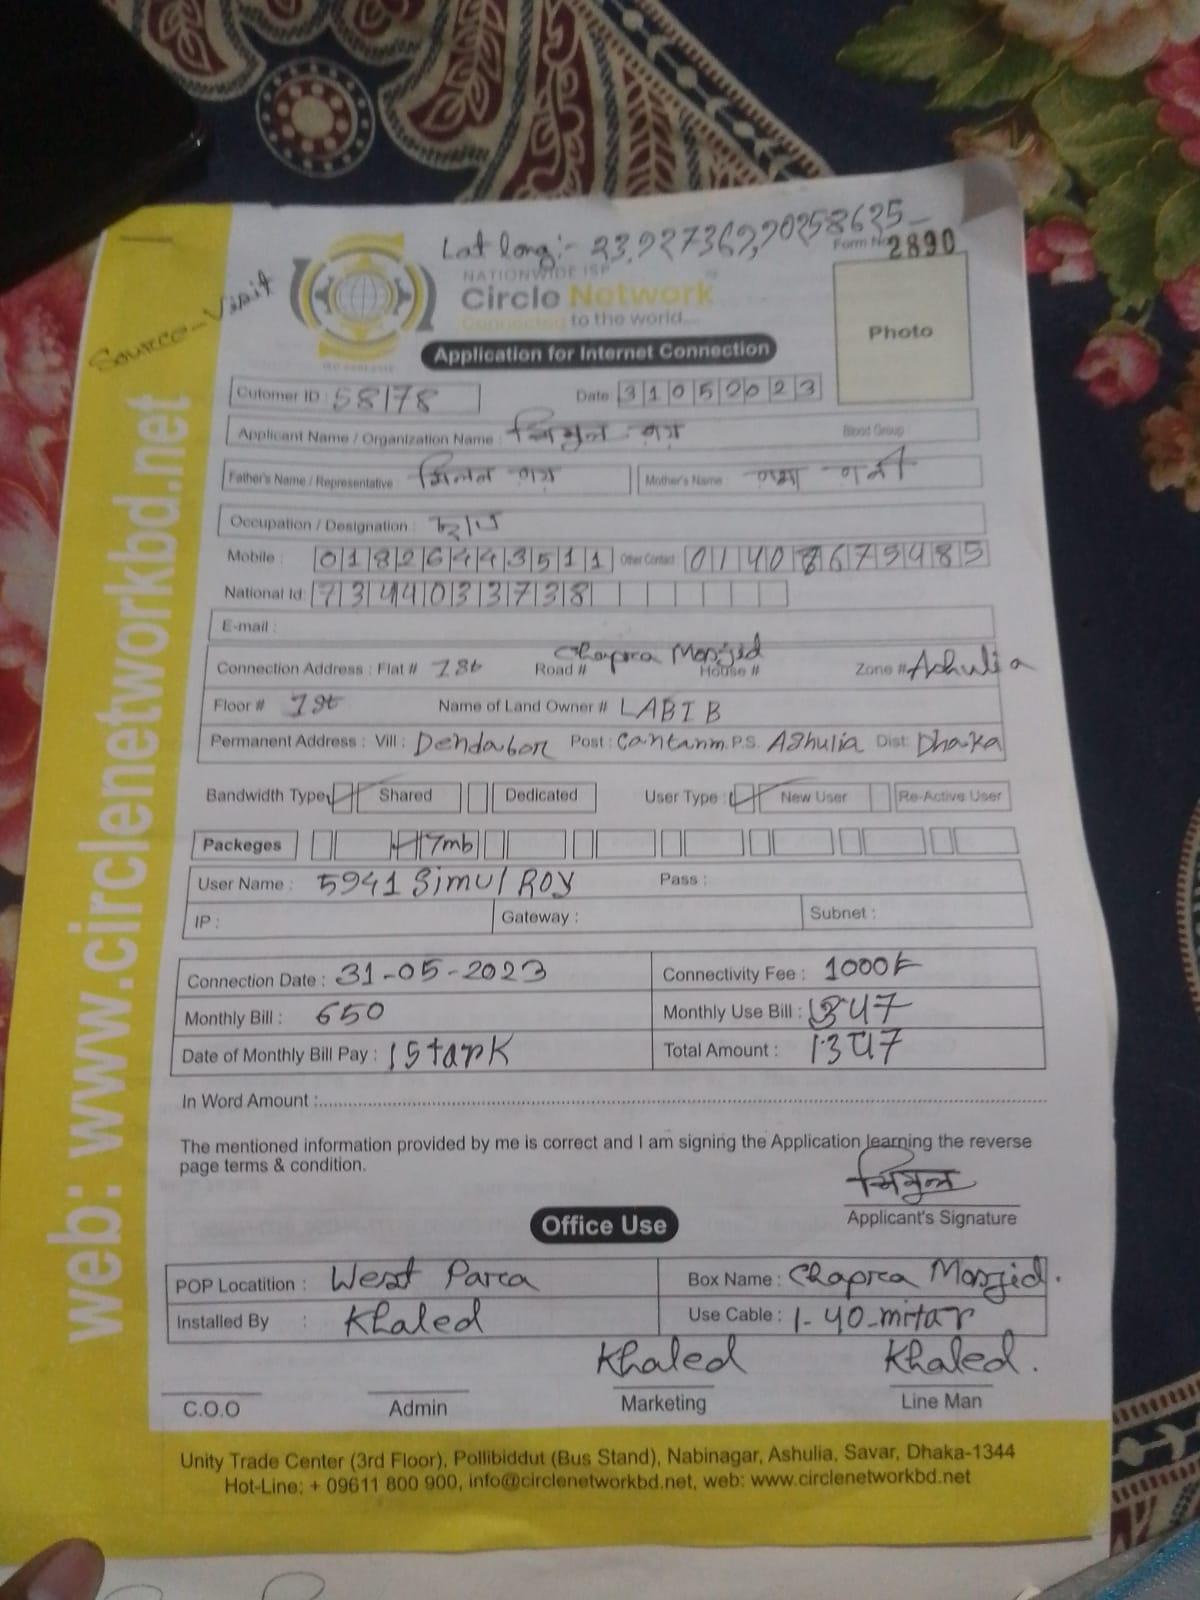 Lat long:- 23.927367,90258625
Form No 2890
Source-Visit
NATIONWIDE ISP
Circle Network
Connected to the world...
Photo
Application for Internet Connection
Cutomer ID : 58178 Date 31052023
Applicant Name / Organization Name : শিমুল রায় Blood Group
Father's Name / Representative : মিলন রায় Mother's Name :
Occupation / Designation :
Mobile : 01826443511 Other Contact 01408675485
National Id: 7344033738
E-mail :
Connection Address : Flat # 1st Road # Chapra Masjid House # Zone # Ashulia
Floor # 1st Name of Land Owner # LABIB
Permanent Address : Vill : Dendabor Post : Cantanm P.S. Ashulia Dist: Dhaka
Bandwidth Type Shared Dedicated User Type : New User Re-Active User
Packeges 7mb
User Name : 5941 Simul ROY Pass :
IP : Gateway : Subnet :
Connection Date : 31-05-2023 Connectivity Fee : 1000
Monthly Bill : 650 Monthly Use Bill : 347
Date of Monthly Bill Pay : Total Amount : 1347
In Word Amount :
The mentioned information provided by me is correct and I am signing the Application learning the reverse
page terms & condition.
শিমুল
Applicant's Signature
Office Use
POP Locatition : West Para Box Name : Chapra Masjid.
Installed By : Khaled Use Cable : 1-40-mitar
Khaled Khaled.
C.O.O Admin Marketing Line Man
Unity Trade Center (3rd Floor), Pollibiddut (Bus Stand), Nabinagar, Ashulia, Savar, Dhaka-1344
Hot-Line: + 09611 800 900, info@circlenetworkbd.net, web: www.circlenetworkbd.net
web: www.circlenetworkbd.net